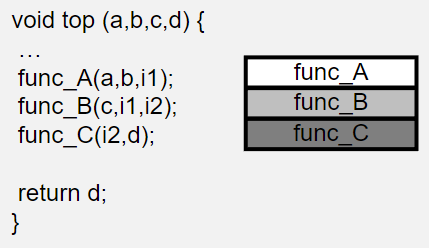 void top (a,b,c,d) {
…
func_A(a,b,i1);
func_B(c,i1,i2);
func_C(i2,d);
return d;
}
func_A
func_B
func_C